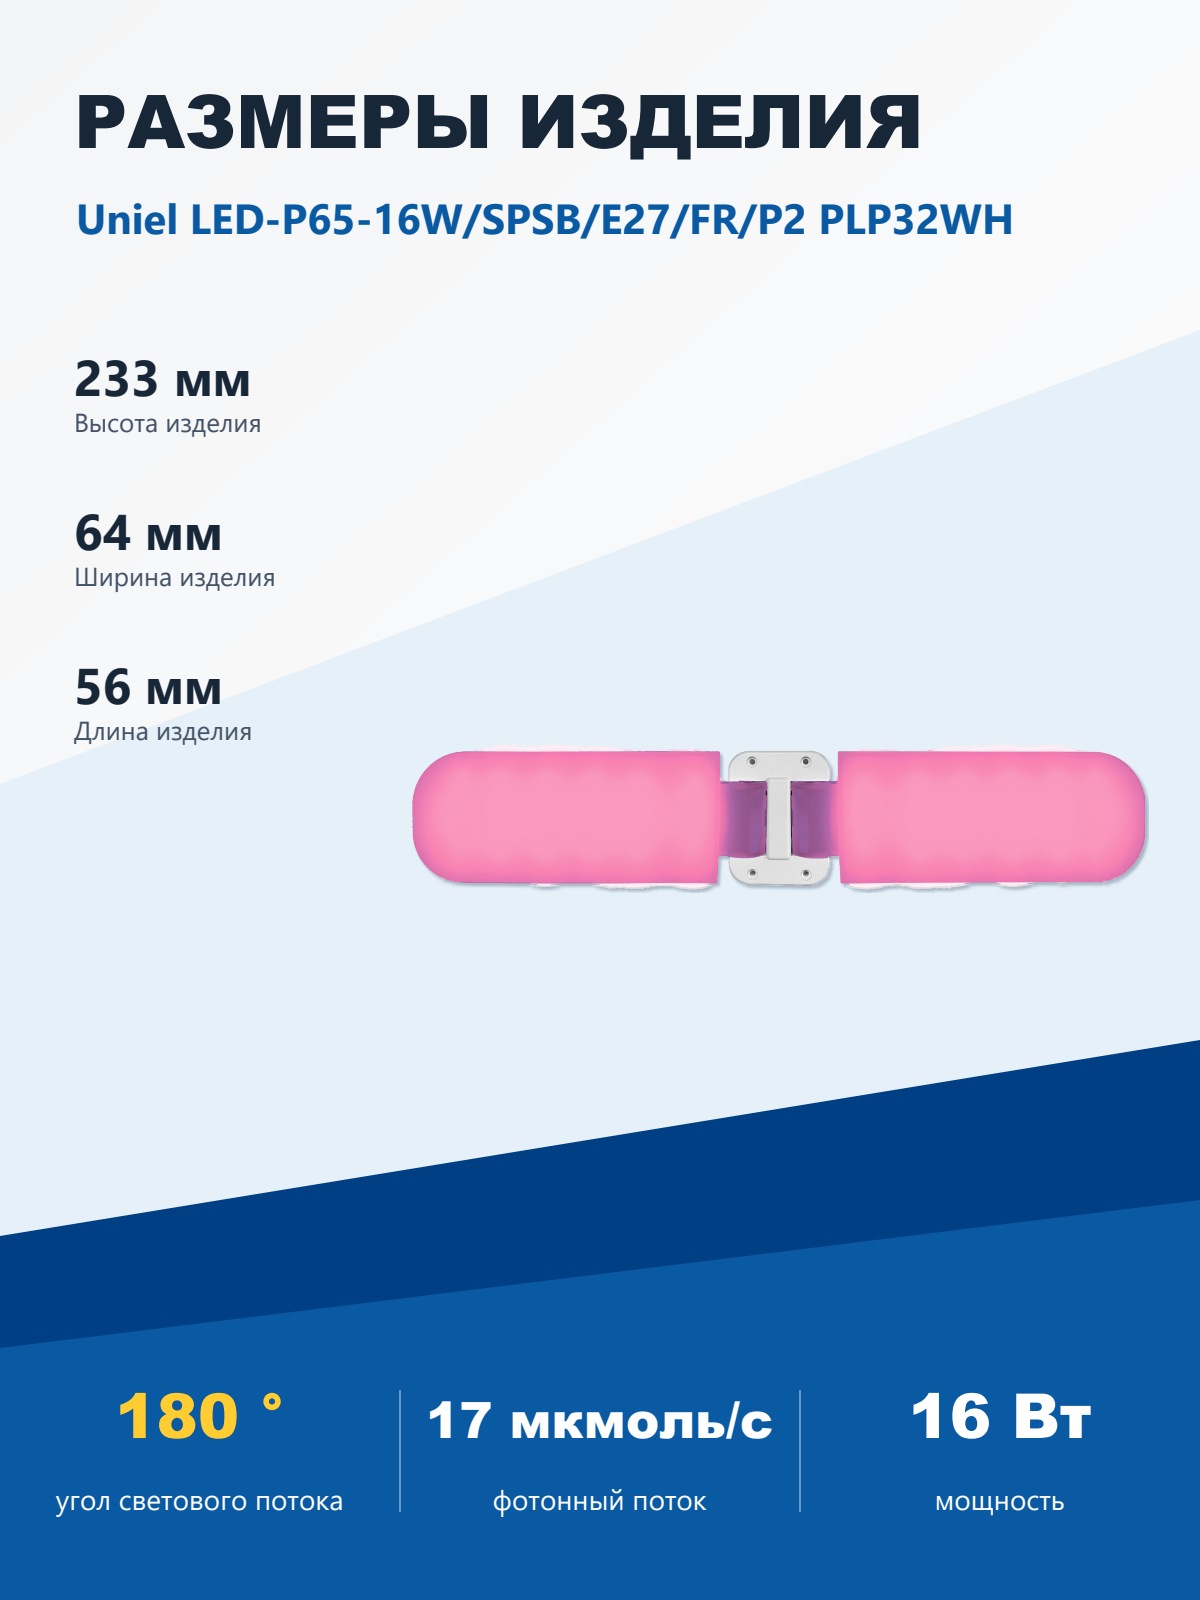 РАЗМЕРЫ ИЗДЕЛИЯ
Uniel LED-P65-16W/SPSB/E27/FR/P2 PLP32WH
233 мм
Высота изделия
64 мм
Ширина изделия
56 мм
Длина изделия
180 °
угол светового потока
17 мкмоль/с
фотонный поток
16 Вт
мощность